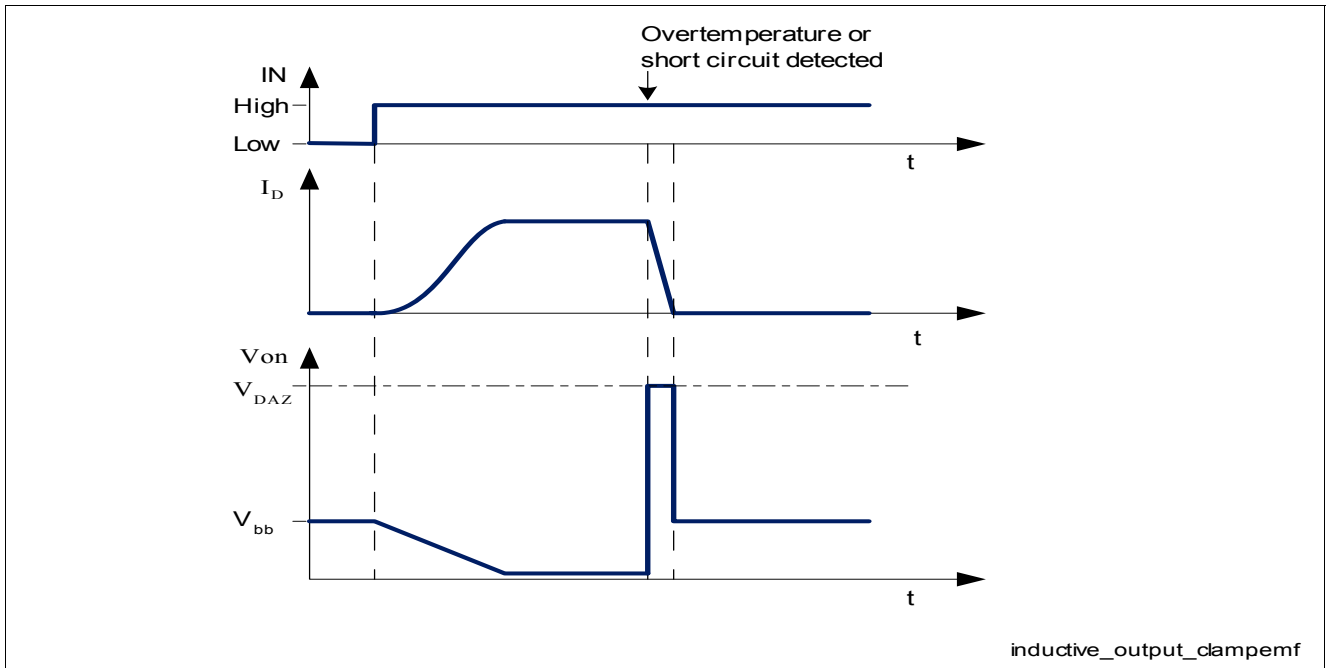 Overtemperature or
short circuit detected
IN
High
Low
t
I_D
t
Von
V_DAZ
V_bb
t
inductive_output_clampemf